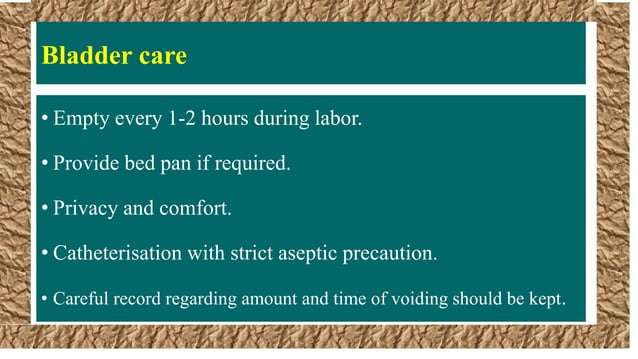 Bladder care
• Empty every 1-2 hours during labor.
• Provide bed pan if required.
• Privacy and comfort.
• Catheterisation with strict aseptic precaution.
• Careful record regarding amount and time of voiding should be kept.